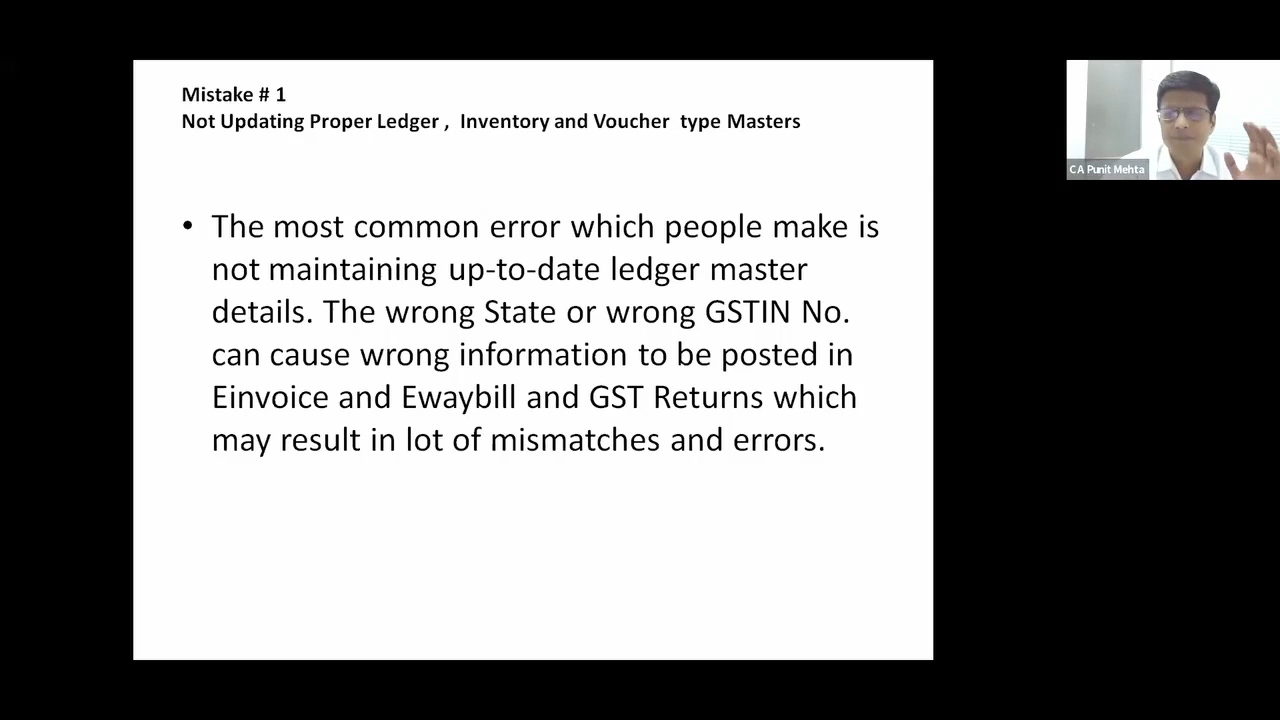 Mistake # 1
Not Updating Proper Ledger ,  Inventory and Voucher  type Masters
• The most common error which people make is
not maintaining up-to-date ledger master
details. The wrong State or wrong GSTIN No.
can cause wrong information to be posted in
Einvoice and Ewaybill and GST Returns which
may result in lot of mismatches and errors.
CA Punit Mehta